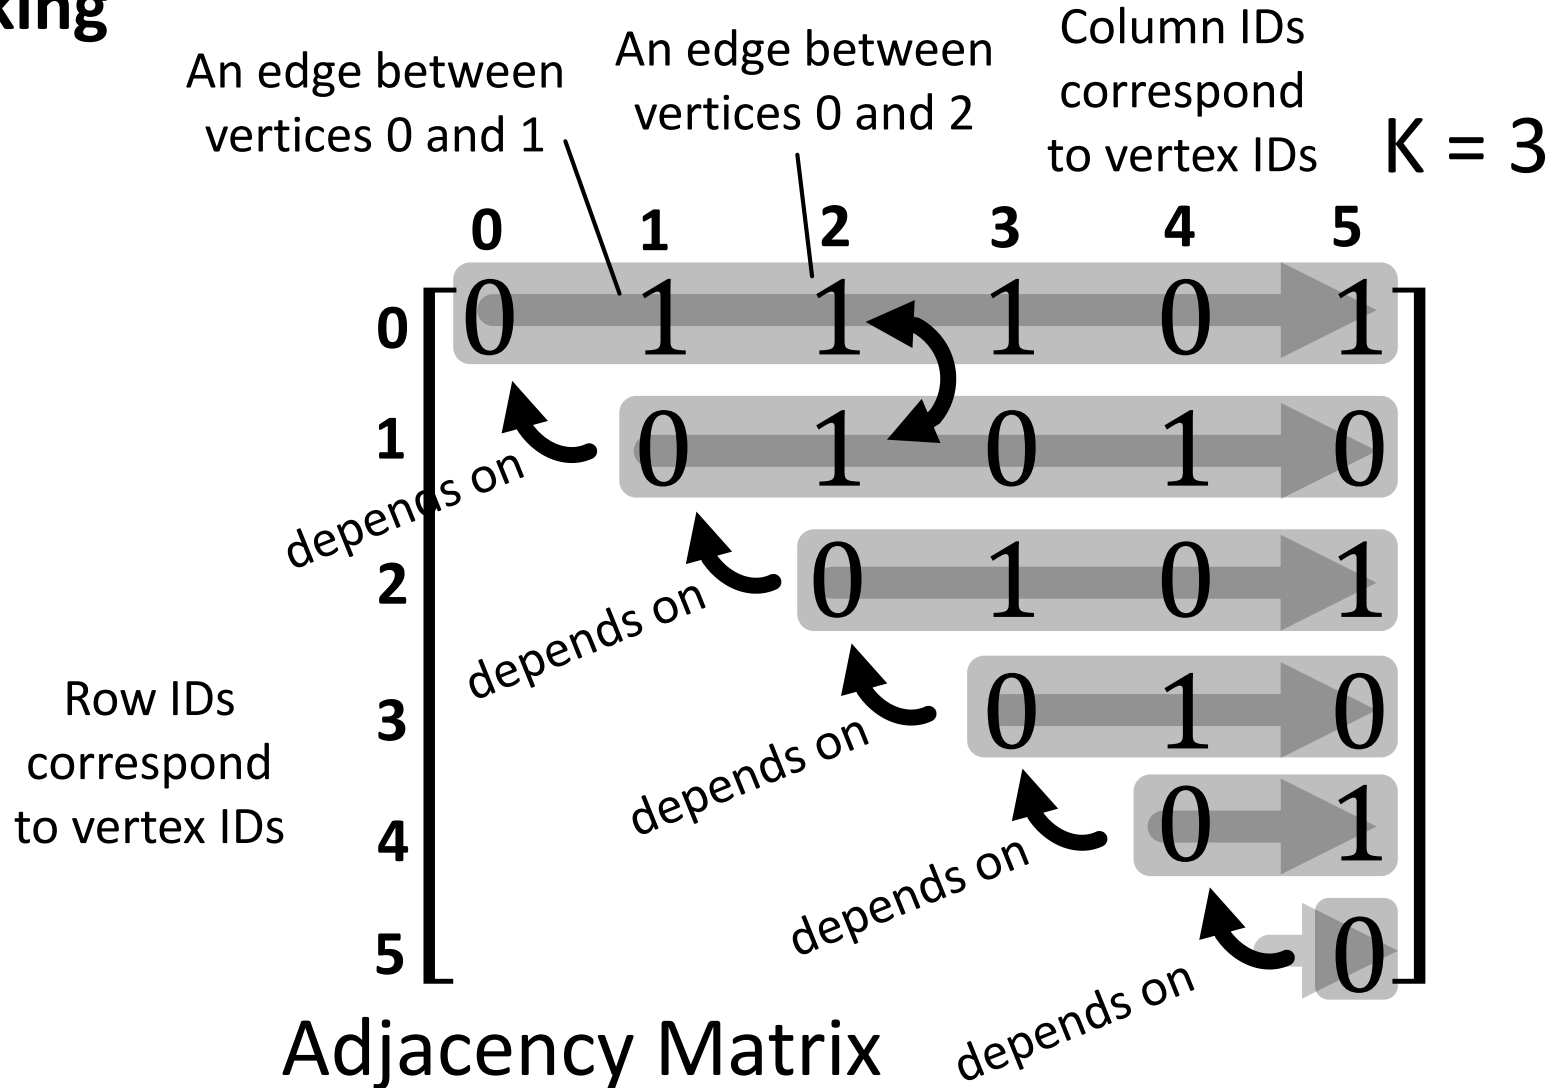 An edge between
vertices 0 and 1
An edge between
vertices 0 and 2
Column IDs
correspond
to vertex IDs
K = 3
0 1 2 3 4 5
0 0 1 1 1 0 1
1 0 1 0 1 0
depends on
2 0 1 0 1
depends on
3 0 1 0
depends on
4 0 1
depends on
5 0
depends on
Row IDs
correspond
to vertex IDs
Adjacency Matrix